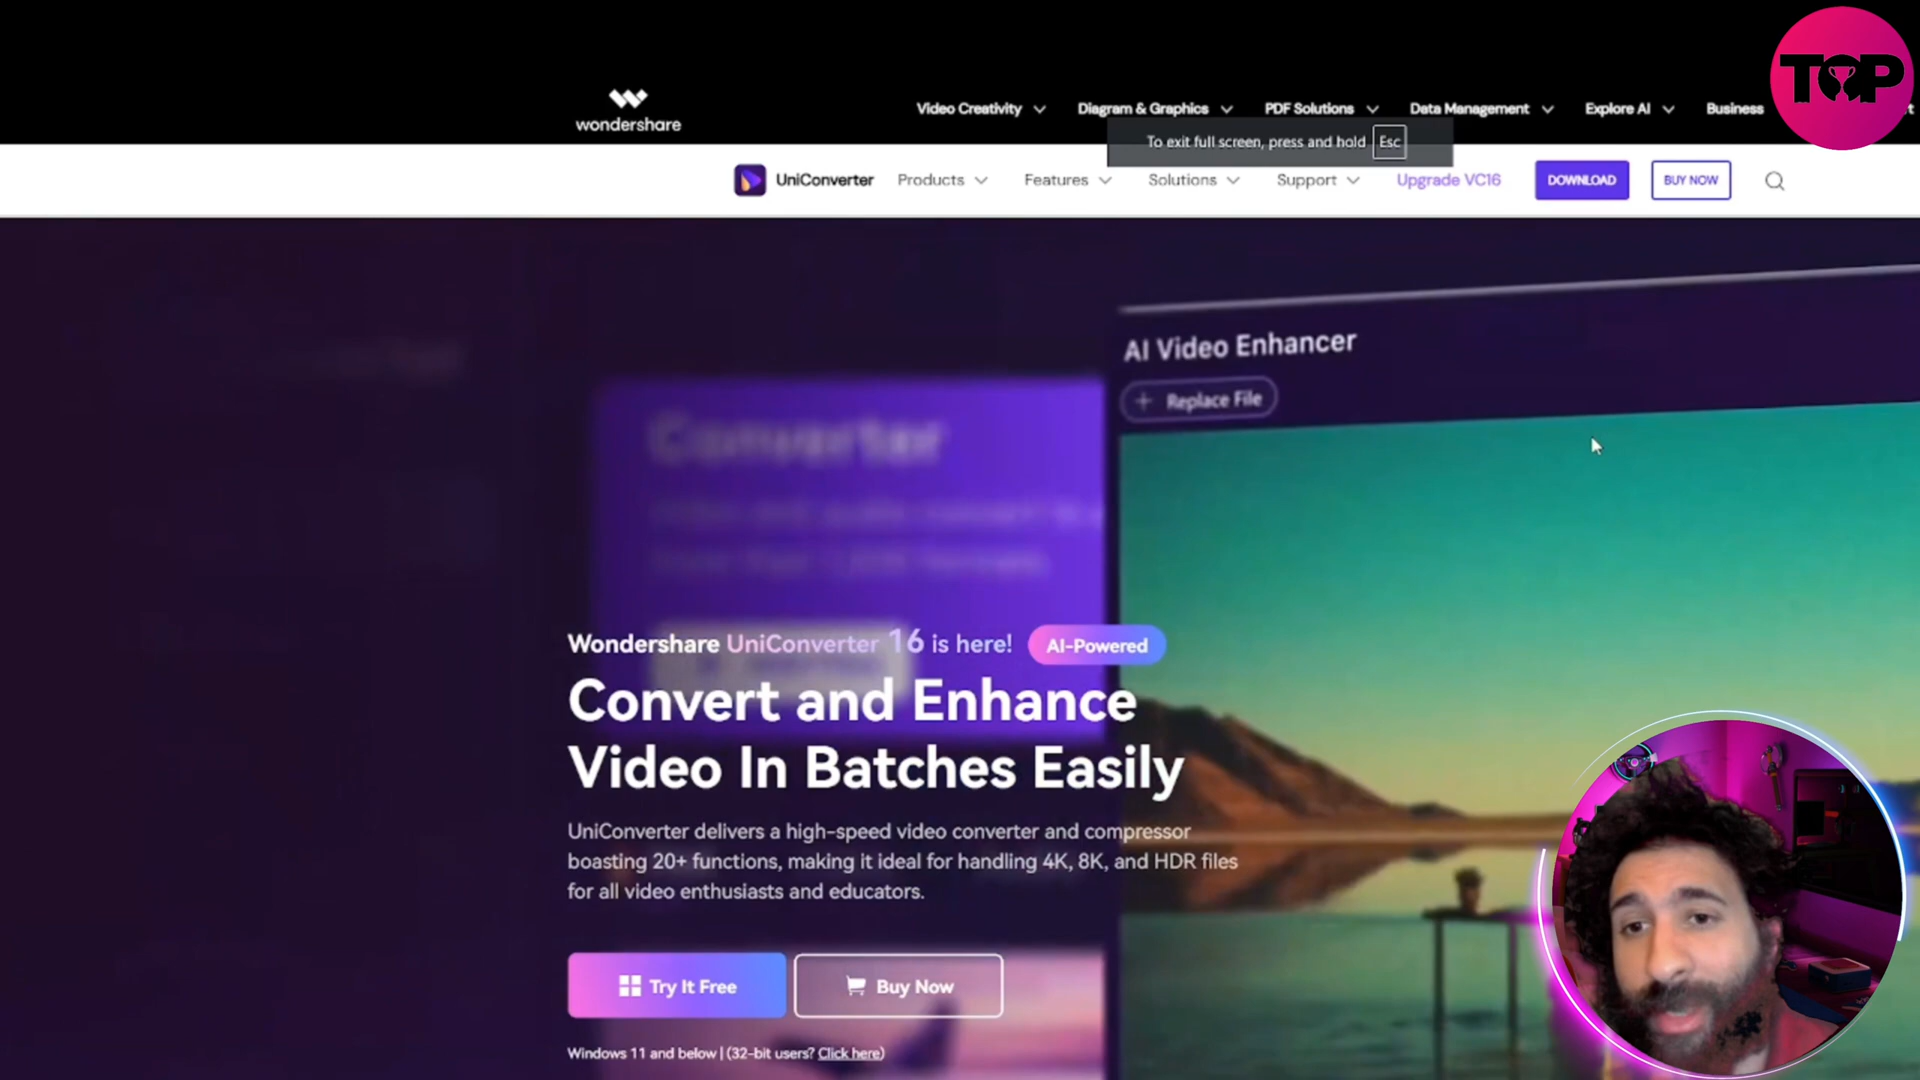 TOP
wondershare
Video Creativity
Diagram & Graphics
PDF Solutions
Data Management
Explore AI
Business
To exit full screen, press and hold Esc
UniConverter
Products
Features
Solutions
Support
Upgrade VC16
DOWNLOAD
BUY NOW
AI Video Enhancer
+ Replace File
Converter
Wondershare UniConverter 16 is here!
AI-Powered
Convert and Enhance
Video In Batches Easily
UniConverter delivers a high-speed video converter and compressor
boasting 20+ functions, making it ideal for handling 4K, 8K, and HDR files
for all video enthusiasts and educators.
Try It Free
Buy Now
Windows 11 and below | (32-bit users? Click here)